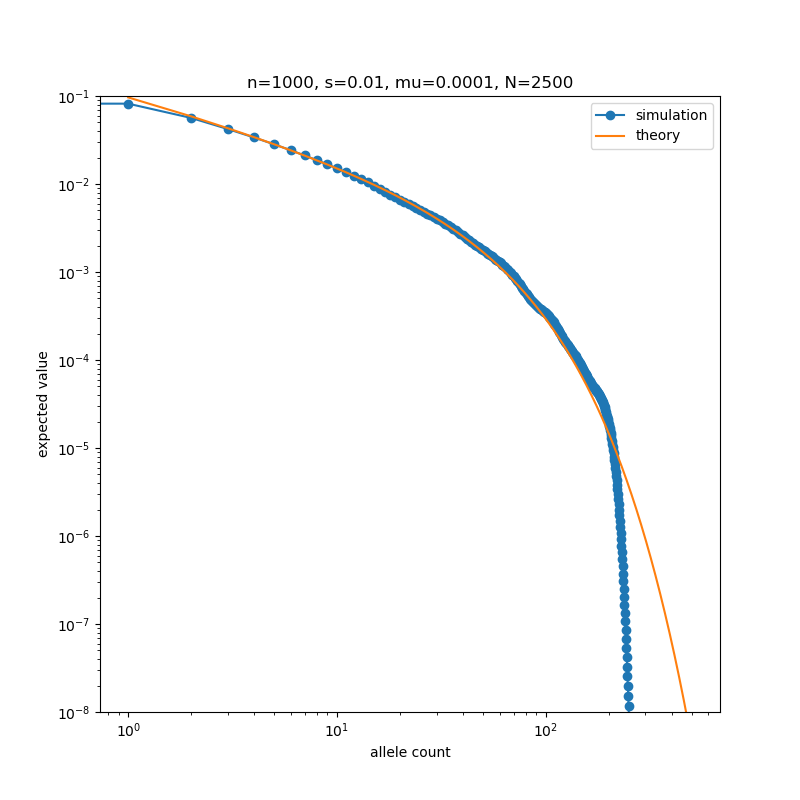 n=1000, s=0.01, mu=0.0001, N=2500
simulation
theory
expected value
10⁻¹
10⁻²
10⁻³
10⁻⁴
10⁻⁵
10⁻⁶
10⁻⁷
10⁻⁸
10⁰
10¹
10²
allele count